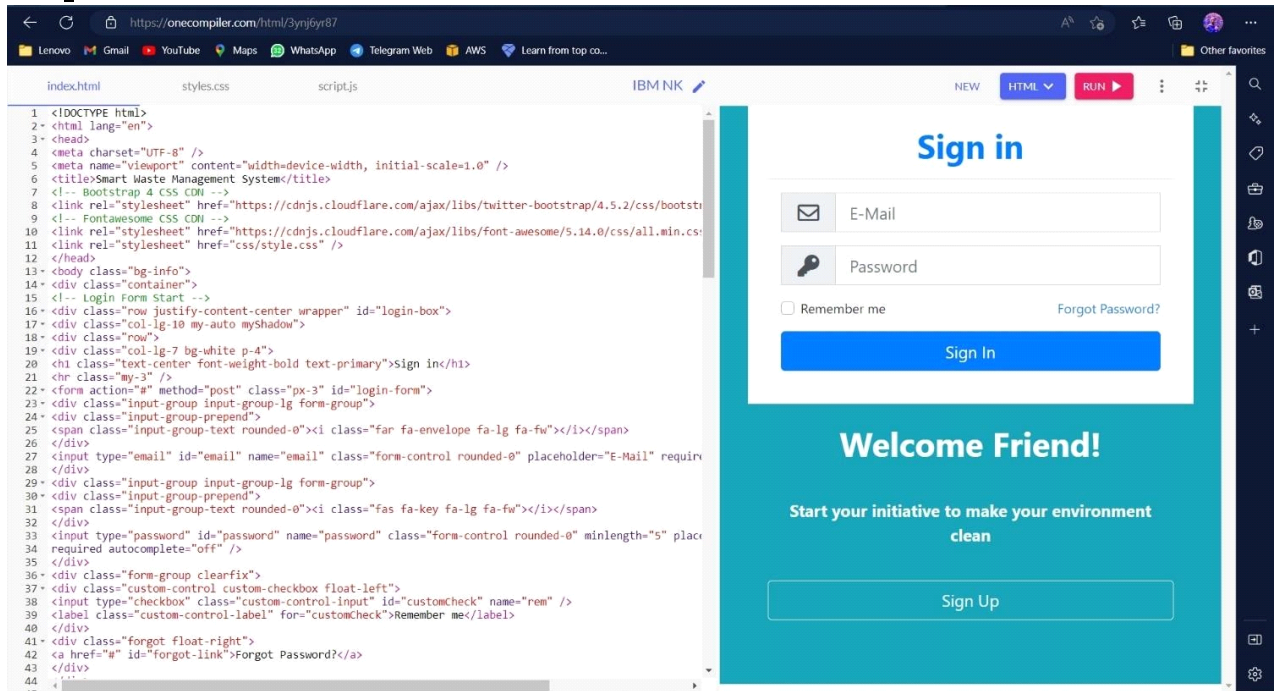 https://onecompiler.com/html/3ynj6yr87
Lenovo Gmail YouTube Maps WhatsApp Telegram Web AWS Learn from top co... Other favorites
index.html styles.css script.js IBM NK NEW HTML RUN
1 <!DOCTYPE html>
2 <html lang="en">
3 <head>
4 <meta charset="UTF-8" />
5 <meta name="viewport" content="width=device-width, initial-scale=1.0" />
6 <title>Smart Waste Management System</title>
7 <!-- Bootstrap 4 CSS CDN -->
8 <link rel="stylesheet" href="https://cdnjs.cloudflare.com/ajax/libs/twitter-bootstrap/4.5.2/css/bootstr
9 <!-- Fontawesome CSS CDN -->
10 <link rel="stylesheet" href="https://cdnjs.cloudflare.com/ajax/libs/font-awesome/5.14.0/css/all.min.cs
11 <link rel="stylesheet" href="css/style.css" />
12 </head>
13 <body class="bg-info">
14 <div class="container">
15 <!-- Login Form Start -->
16 <div class="row justify-content-center wrapper" id="login-box">
17 <div class="col-lg-10 my-auto myShadow">
18 <div class="row">
19 <div class="col-lg-7 bg-white p-4">
20 <h1 class="text-center font-weight-bold text-primary">Sign in</h1>
21 <hr class="my-3" />
22 <form action="#" method="post" class="px-3" id="login-form">
23 <div class="input-group input-group-lg form-group">
24 <div class="input-group-prepend">
25 <span class="input-group-text rounded-0"><i class="far fa-envelope fa-lg fa-fw"></i></span>
26 </div>
27 <input type="email" id="email" name="email" class="form-control rounded-0" placeholder="E-Mail" require
28 </div>
29 <div class="input-group input-group-lg form-group">
30 <div class="input-group-prepend">
31 <span class="input-group-text rounded-0"><i class="fas fa-key fa-lg fa-fw"></i></span>
32 </div>
33 <input type="password" id="password" name="password" class="form-control rounded-0" minlength="5" place
34 required autocomplete="off" />
35 </div>
36 <div class="form-group clearfix">
37 <div class="custom-control custom-checkbox float-left">
38 <input type="checkbox" class="custom-control-input" id="customCheck" name="rem" />
39 <label class="custom-control-label" for="customCheck">Remember me</label>
40 </div>
41 <div class="forgot float-right">
42 <a href="#" id="forgot-link">Forgot Password?</a>
43 </div>
44
Sign in
E-Mail
Password
Remember me Forgot Password?
Sign In
Welcome Friend!
Start your initiative to make your environment
clean
Sign Up